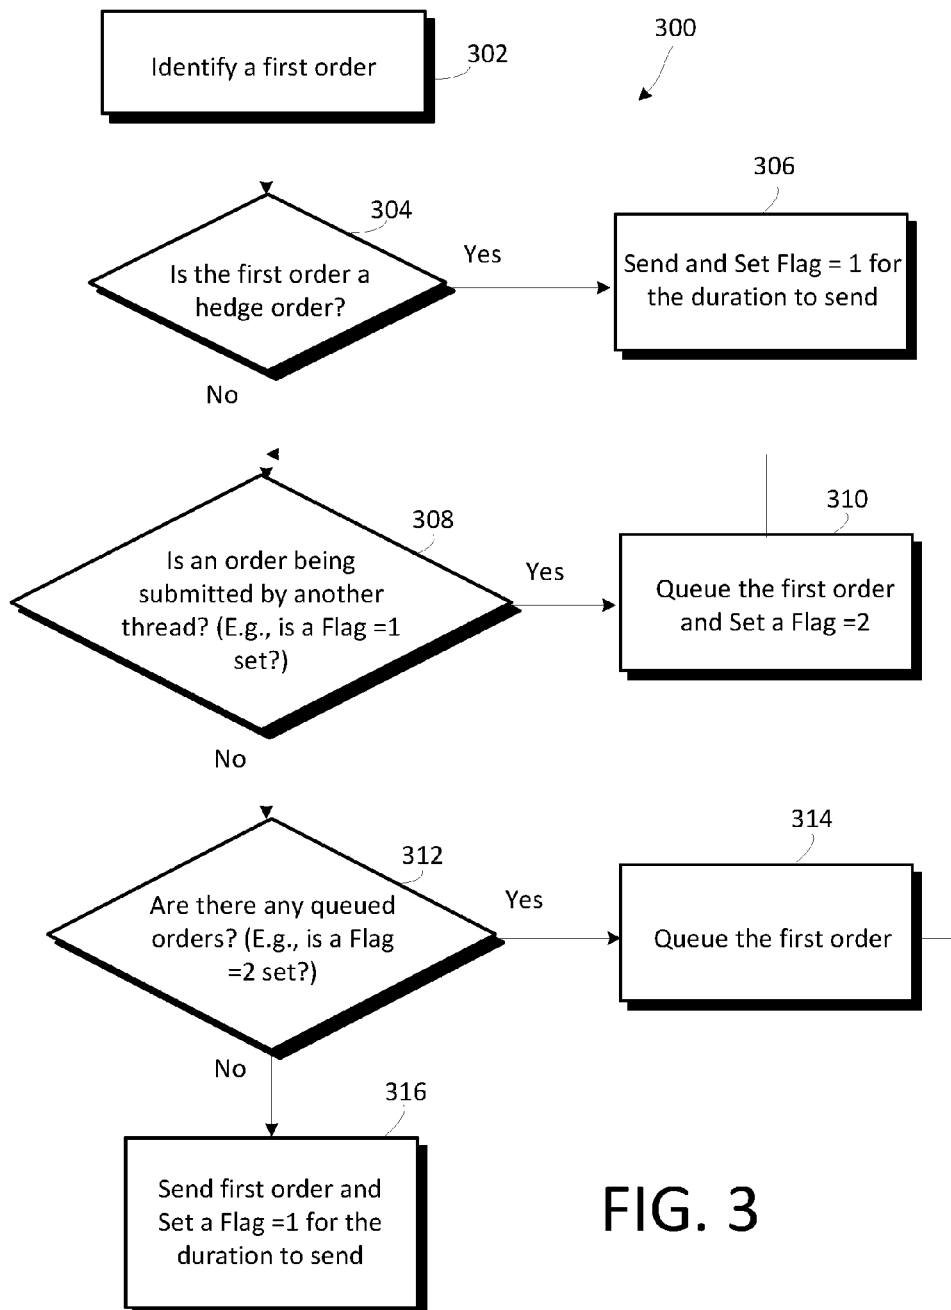 300
Identify a first order
302
304
Is the first order a
hedge order?
Yes
No
306
Send and Set Flag = 1 for
the duration to send
308
Is an order being
submitted by another
thread? (E.g., is a Flag =1
set?)
Yes
No
310
Queue the first order
and Set a Flag =2
312
Are there any queued
orders? (E.g., is a Flag
=2 set?)
Yes
No
314
Queue the first order
316
Send first order and
Set a Flag =1 for the
duration to send
FIG. 3